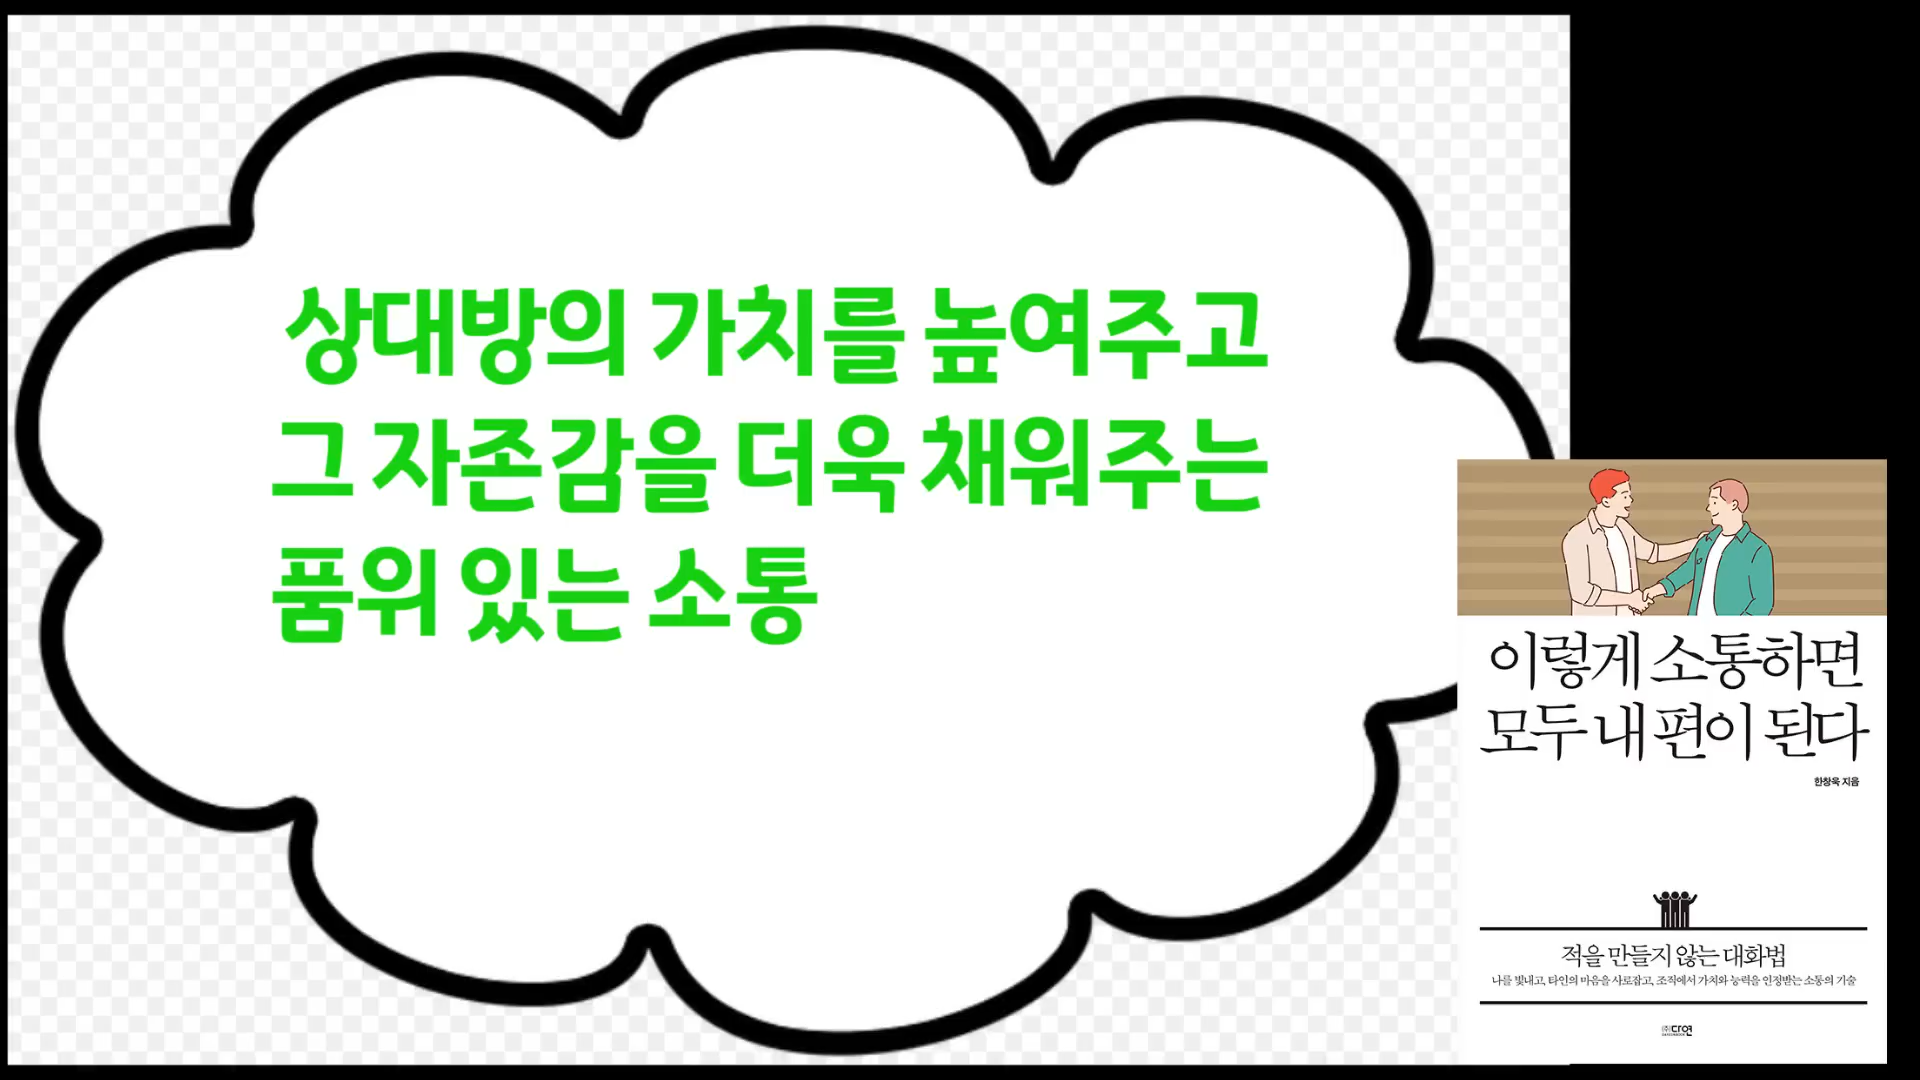 상대방의 가치를 높여주고
그 자존감을 더욱 채워주는
품위 있는 소통
이렇게 소통하면
모두 내 편이 된다
한창욱 지음
적을 만들지 않는 대화법
나를 빛내고, 타인의 마음을 사로잡고, 조직에서 가치와 능력을 인정받는 소통의 기술
(주)다연